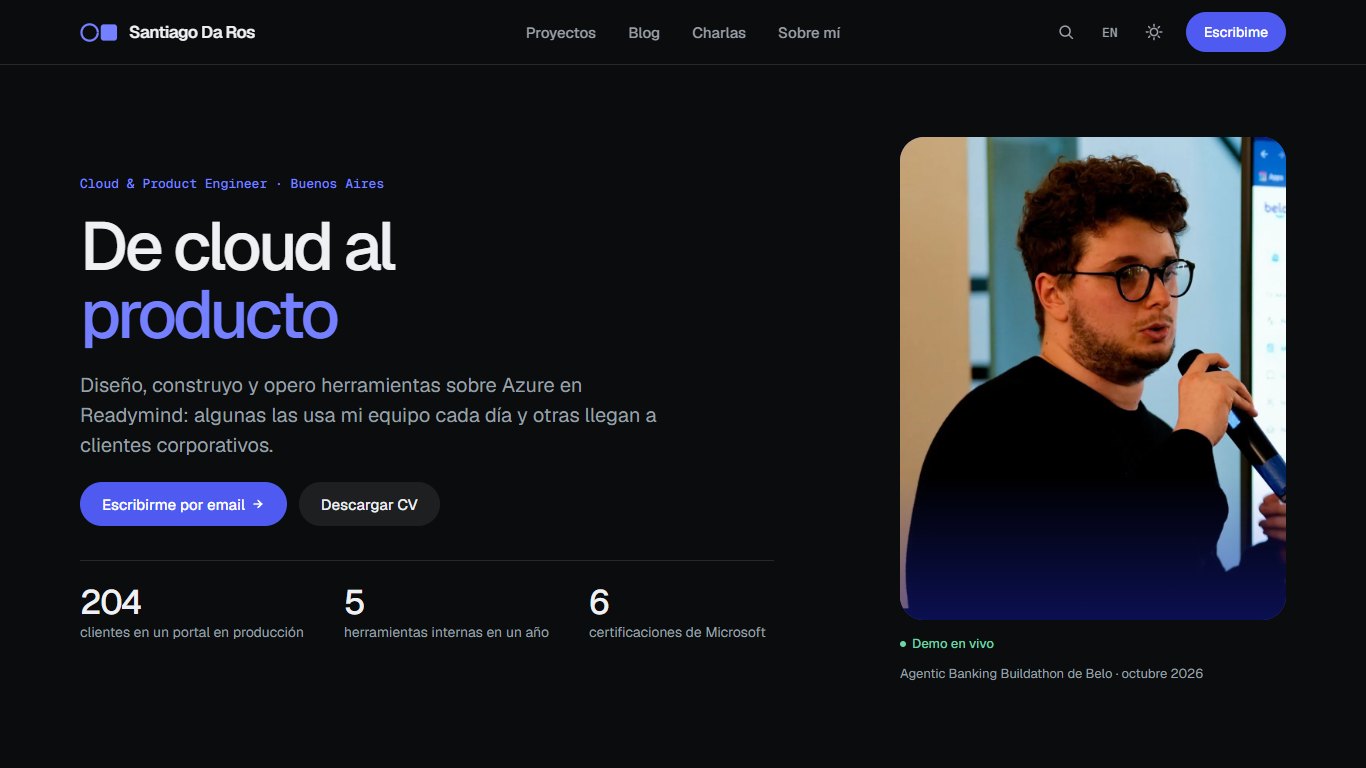 Santiago Da Ros
Proyectos
Blog
Charlas
Sobre mí
EN
Escribime
Cloud & Product Engineer · Buenos Aires
De cloud al
producto
Diseño, construyo y opero herramientas sobre Azure en
Readymind: algunas las usa mi equipo cada día y otras llegan a
clientes corporativos.
Escribirme por email →
Descargar CV
204
clientes en un portal en producción
5
herramientas internas en un año
6
certificaciones de Microsoft
Apps
belo
Demo en vivo
Agentic Banking Buildathon de Belo · octubre 2026